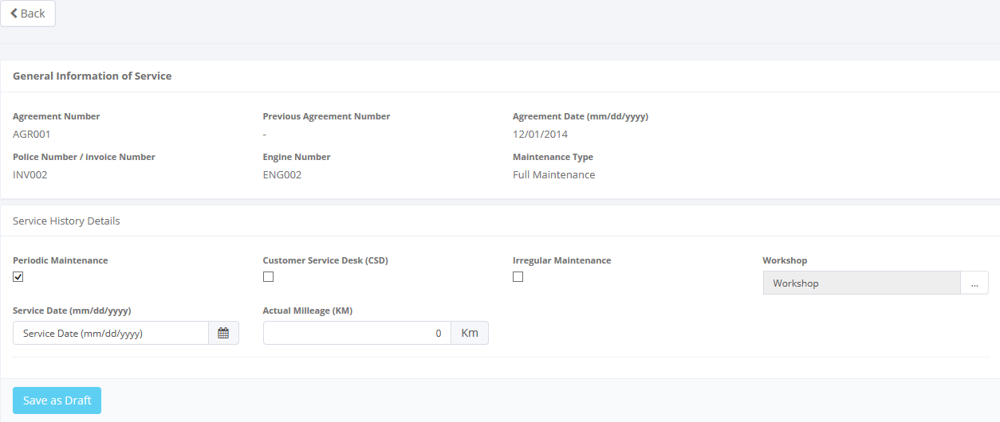 Back
General Information of Service
Agreement Number Previous Agreement Number Agreement Date (mm/dd/yyyy)
AGR001 - 12/01/2014
Police Number / invoice Number Engine Number Maintenance Type
INV002 ENG002 Full Maintenance
Service History Details
Periodic Maintenance Customer Service Desk (CSD) Irregular Maintenance Workshop
Workshop ...
Service Date (mm/dd/yyyy) Actual Milleage (KM)
Service Date (mm/dd/yyyy) 0 Km
Save as Draft